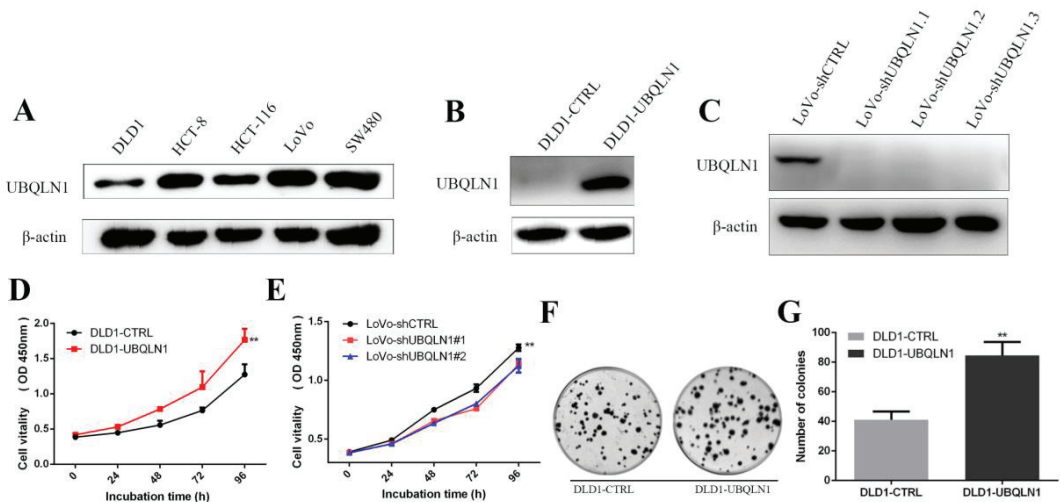 A
DLD1
HCT-8
HCT-116
LoVo
SW480
UBQLN1
β-actin
B
DLD1-CTRL
DLD1-UBQLN1
UBQLN1
β-actin
C
LoVo-shCTRL
LoVo-shUBQLN1.1
LoVo-shUBQLN1.2
LoVo-shUBQLN1.3
UBQLN1
β-actin
D
Cell vitality ( OD 450nm)
2.0
1.5
1.0
0.5
0.0
DLD1-CTRL
DLD1-UBQLN1
**
0
24
48
72
96
Incubation time (h)
E
Cell vitality ( OD 450nm)
1.5
1.0
0.5
LoVo-shCTRL
LoVo-shUBQLN1#1
LoVo-shUBQLN1#2
**
0
24
48
72
96
Incubation time (h)
F
DLD1-CTRL
DLD1-UBQLN1
G
DLD1-CTRL
DLD1-UBQLN1
Number of colonies
100
80
60
40
20
0
**
DLD1-CTRL
DLD1-UBQLN1